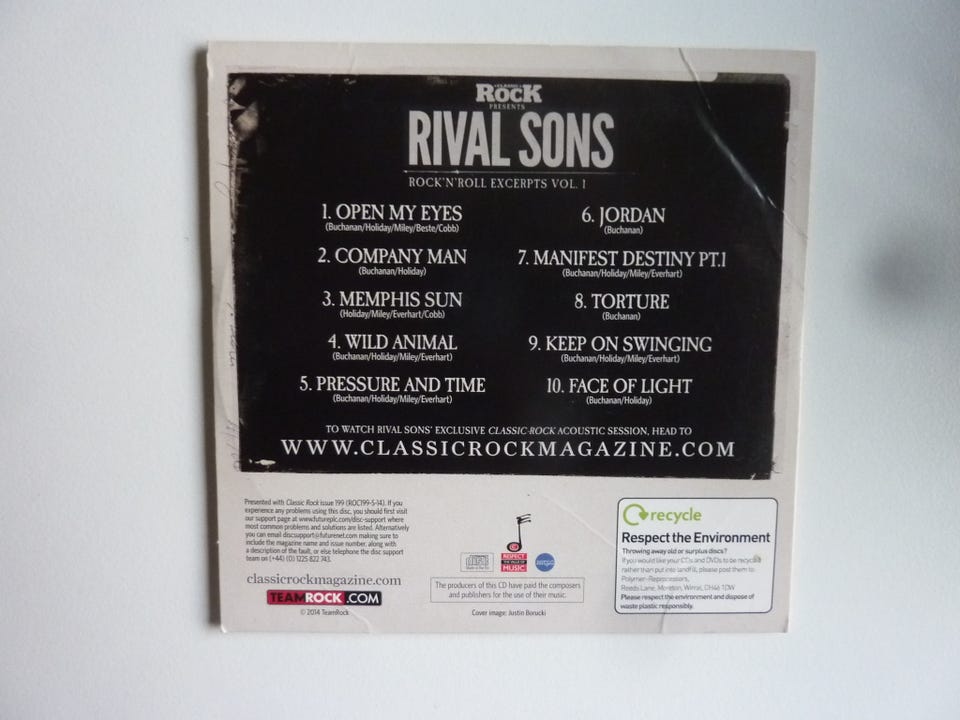 CLASSIC
ROCK
PRESENTS
RIVAL SONS
ROCK'N'ROLL EXCERPTS VOL. 1
1. OPEN MY EYES
(Buchanan/Holiday/Miley/Beste/Cobb)
2. COMPANY MAN
(Buchanan/Holiday)
3. MEMPHIS SUN
(Holiday/Miley/Everhart/Cobb)
4. WILD ANIMAL
(Buchanan/Holiday/Miley/Everhart)
5. PRESSURE AND TIME
(Buchanan/Holiday/Miley/Everhart)
6. JORDAN
(Buchanan)
7. MANIFEST DESTINY PT.1
(Buchanan/Holiday/Miley/Everhart)
8. TORTURE
(Buchanan)
9. KEEP ON SWINGING
(Buchanan/Holiday/Miley/Everhart)
10. FACE OF LIGHT
(Buchanan/Holiday)
TO WATCH RIVAL SONS' EXCLUSIVE CLASSIC ROCK ACOUSTIC SESSION, HEAD TO
WWW.CLASSICROCKMAGAZINE.COM
Presented with Classic Rock issue 199 (ROC199-5-14). If you
experience any problems using this disc, you should first visit
our support page at www.futureplc.com/disc-support where
most common problems and solutions are listed. Alternatively
you can email discsupport@futurenet.com making sure to
include the magazine name and issue number, along with
a description of the fault, or else telephone the disc support
team on (+44) (0) 1225 822 743.
classicrockmagazine.com
TEAMROCK.COM
© 2014 TeamRock
RESPECT
THE
VALUE OF
MUSIC
The producers of this CD have paid the composers
and publishers for the use of their music.
Cover image: Justin Borucki
recycle
Respect the Environment
Throwing away old or surplus discs?
If you would like your CDs and DVDs to be recycled
rather than put into landfill, please post them to:
Polymer-Reprocessors,
Reeds Lane, Moreton, Wirral, CH46 1DW
Please respect the environment and dispose of
waste plastic responsibly.